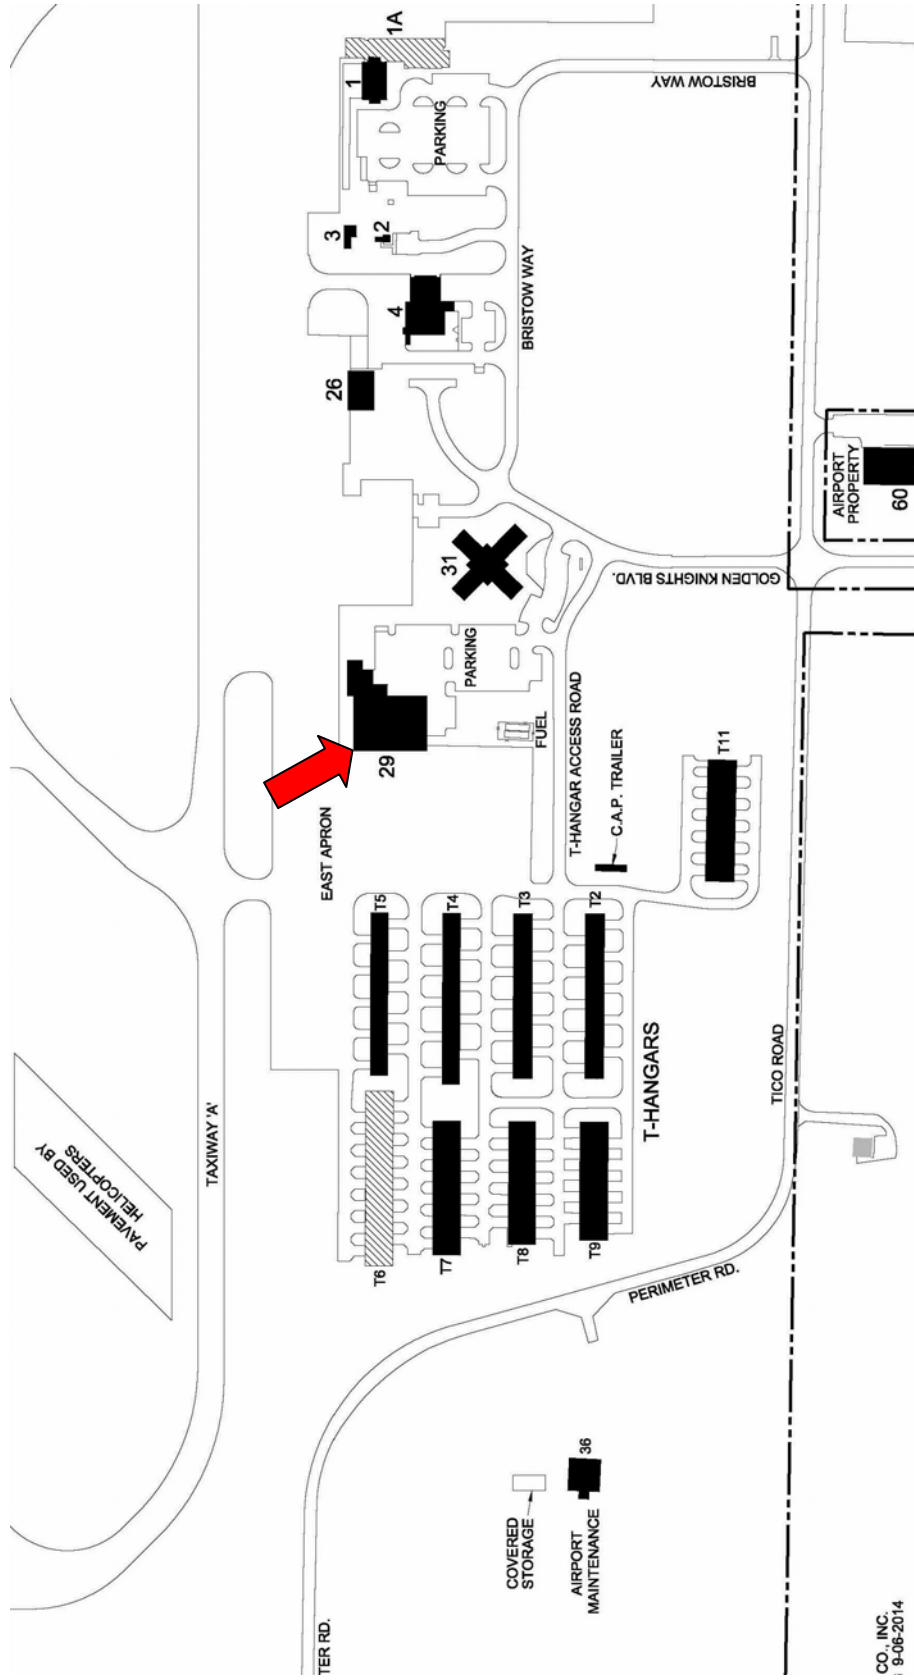 1A
1
PARKING
BRISTOW WAY
3
2
4
BRISTOW WAY
26
AIRPORT
PROPERTY
60
31
GOLDEN KNIGHTS BLVD.
PARKING
29
FUEL
T-HANGAR ACCESS ROAD
C.A.P. TRAILER
T11
EAST APRON
T5
T4
T3
T2
T-HANGARS
TICO ROAD
TAXIWAY 'A'
PAVEMENT USED BY
HELICOPTERS
T6
T7
T8
T9
PERIMETER RD.
COVERED
STORAGE
36
AIRPORT
MAINTENANCE
TER RD.
CO., INC.
9-06-2014